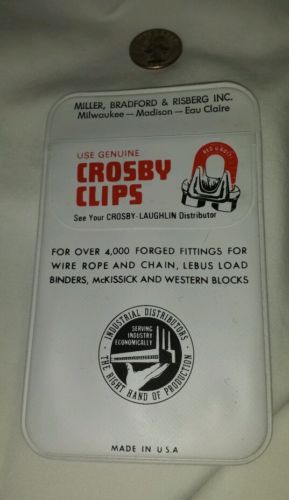 MILLER, BRADFORD & RISBERG INC.
Milwaukee — Madison — Eau Claire
USE GENUINE
CROSBY
CLIPS
RED-U-BOLT
See Your CROSBY-LAUGHLIN Distributor
FOR OVER 4,000 FORGED FITTINGS FOR
WIRE ROPE AND CHAIN, LEBUS LOAD
BINDERS, McKISSICK AND WESTERN BLOCKS
INDUSTRIAL DISTRIBUTORS
SERVING
INDUSTRY
ECONOMICALLY
THE RIGHT HAND OF PRODUCTION
MADE IN U.S.A